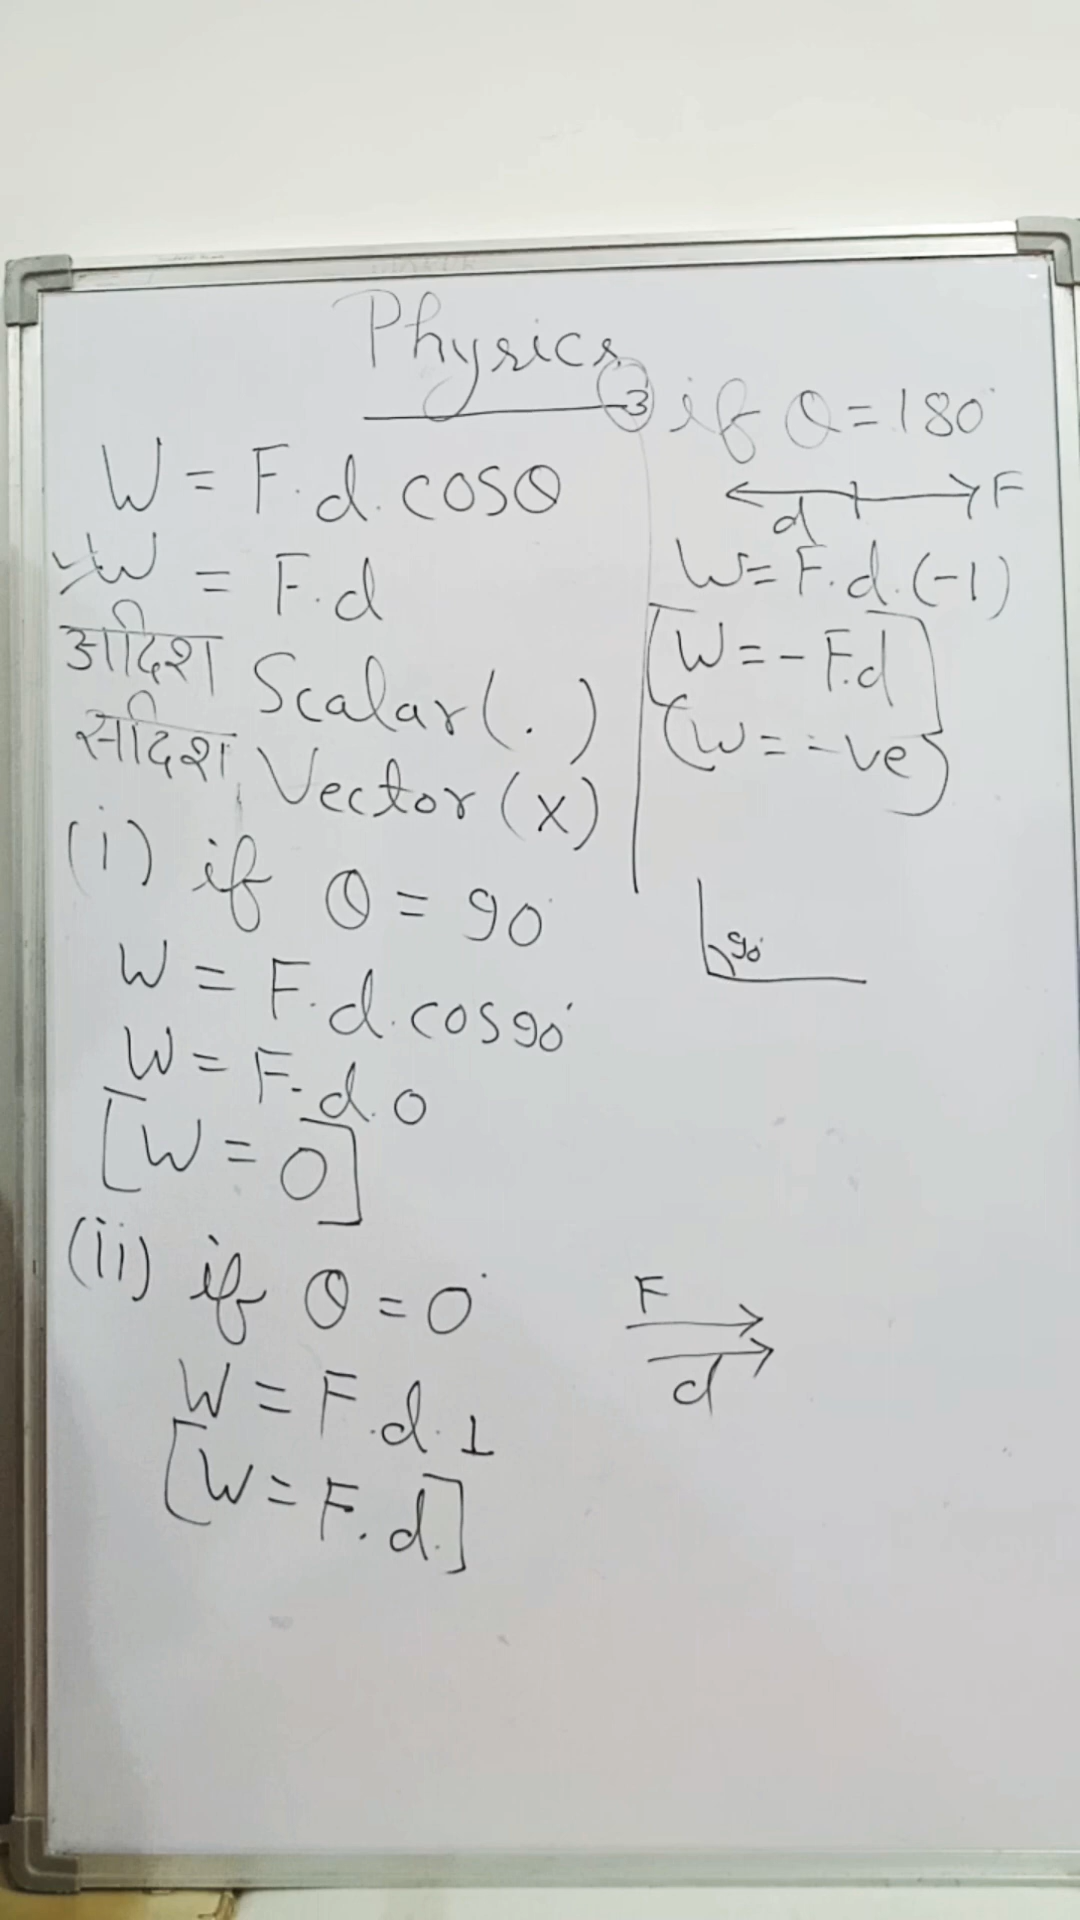 Physics
W = F.d.cosθ
W = F.d
अदिश Scalar (.)
सदिश Vector (x)
(i) if θ = 90°
W = F.d.cos90°
W = F.d.0
[W = 0]
(ii) if θ = 0°
W = F.d.1
[W = F.d.]
F
d
3 if θ = 180°
d F
W = F.d.(-1)
[W = - F.d]
(W = -ve)
90°